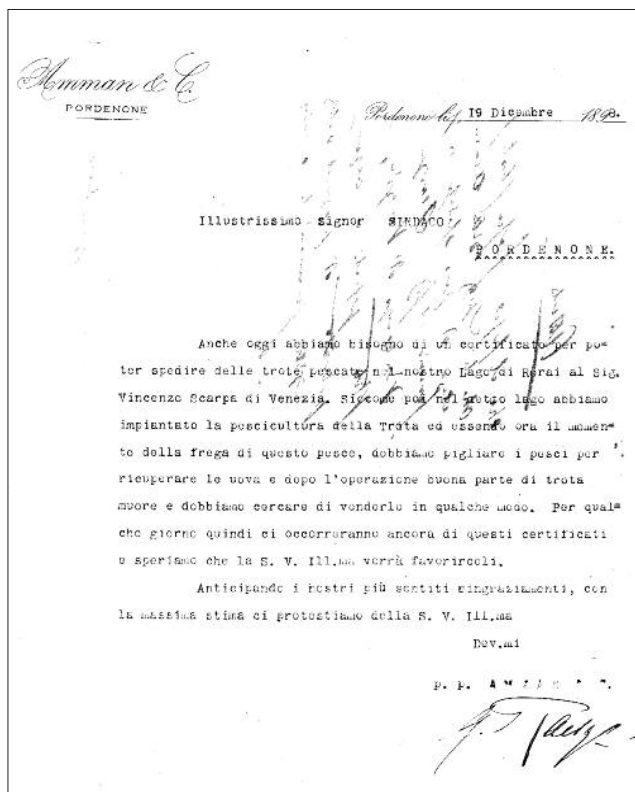 Amman & C.
PORDENONE
Pordenone li, 19 Dicembre 1898.
Illustrissimo Signor SINDACO
PORDENONE.
Anche oggi abbiamo bisogno di un certificato per po=
ter spedire delle trote pescate nel nostro Lago di Rorai al Sig.
Vincenzo Scarpa di Venezia. Siccome poi nel detto lago abbiamo
impiantato la pescicultura della Trota ed essendo ora il momen=
to della frega di questo pesce, dobbiamo pigliare i pesci per
ricuperare le uova e dopo l'operazione buona parte di trota
muore e dobbiamo cercare di venderle in qualche modo. Per qual=
che giorno quindi ci occorreranno ancora di questi certificati
e speriamo che la S. V. Ill.ma verrà favorirceli.
Anticipando i nostri più sentiti ringraziamenti, con
la massima stima ci protestiamo della S. V. Ill.ma
Dev.mi
p. p.